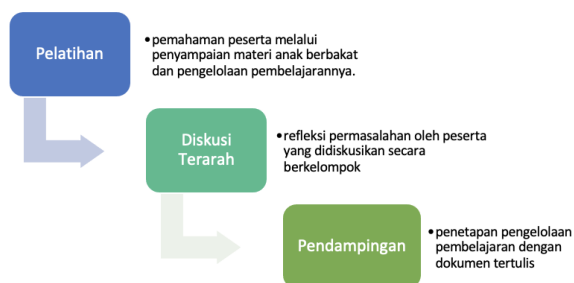 Pelatihan
•pemahaman peserta melalui
penyampaian materi anak berbakat
dan pengelolaan pembelajarannya.
Diskusi
Terarah
•refleksi permasalahan oleh peserta
yang didiskusikan secara
berkelompok
Pendampingan
•penetapan pengelolaan
pembelajaran dengan
dokumen tertulis